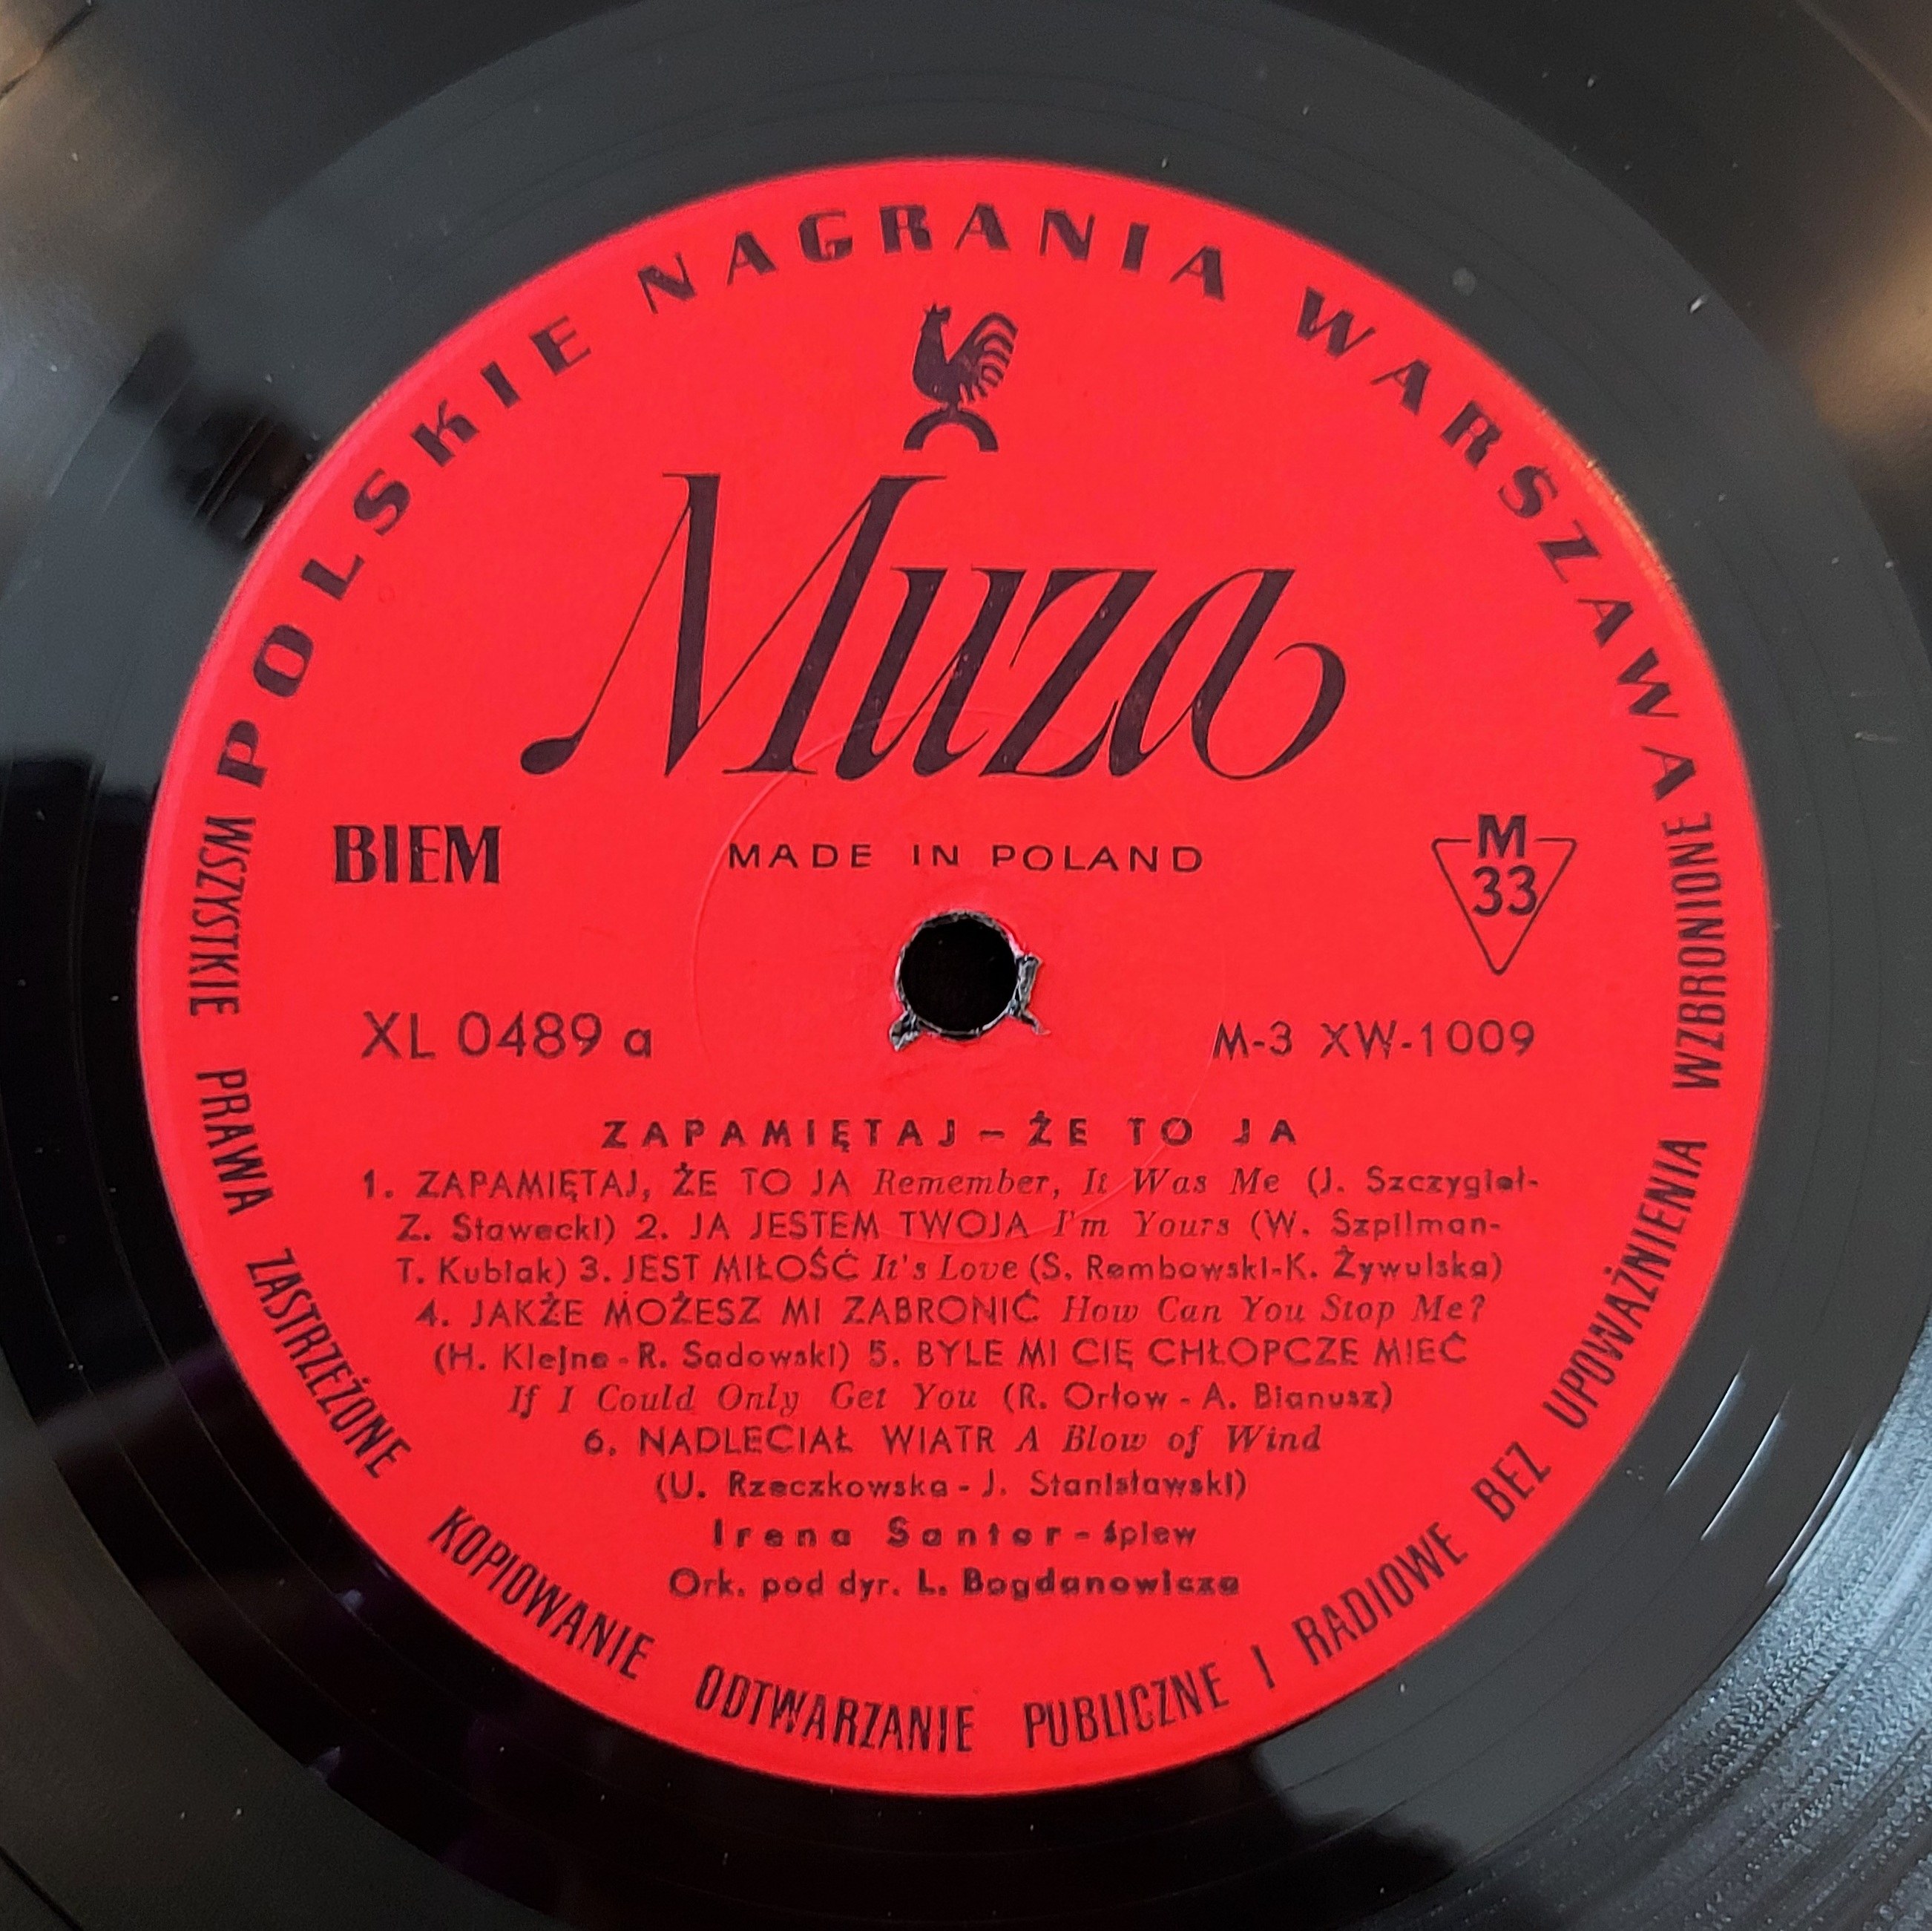 POLSKIE NAGRANIA WARSZAWA
Muza
BIEM
MADE IN POLAND
M
33
XL 0489 a
M-3 XW-1009
ZAPAMIĘTAJ – ŻE TO JA
1. ZAPAMIĘTAJ, ŻE TO JA Remember, It Was Me (J. Szczygieł-
Z. Stawecki) 2. JA JESTEM TWOJA I'm Yours (W. Szpilman-
T. Kubiak) 3. JEST MIŁOŚĆ It's Love (S. Rembowski-K. Żywulska)
4. JAKŻE MOŻESZ MI ZABRONIĆ How Can You Stop Me?
(H. Klejne - R. Sadowski) 5. BYLE MI CIĘ CHŁOPCZE MIEĆ
If I Could Only Get You (R. Orłow - A. Bianusz)
6. NADLECIAŁ WIATR A Blow of Wind
(U. Rzeczkowska - J. Stanisławski)
Irena Santor - śpiew
Ork. pod dyr. L. Bogdanowicza
WSZYSTKIE PRAWA ZASTRZEŻONE KOPIOWANIE ODTWARZANIE PUBLICZNE I RADIOWE BEZ UPOWAŻNIENIA WZBRONIONE